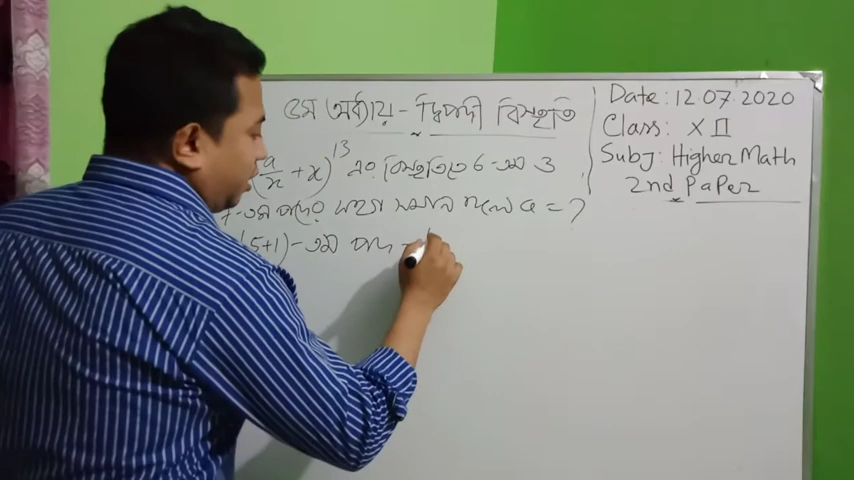 ৫ম অধ্যায় - দ্বিপদী বিস্তৃতি
(a/x + x)^13 এর বিস্তৃতিতে 6-তম ও
7-তম পদের সহগ সমান হলে a = ?
(5+1)-তম পদ =
Date: 12.07.2020
Class: XII
Subj: Higher Math
2nd Paper